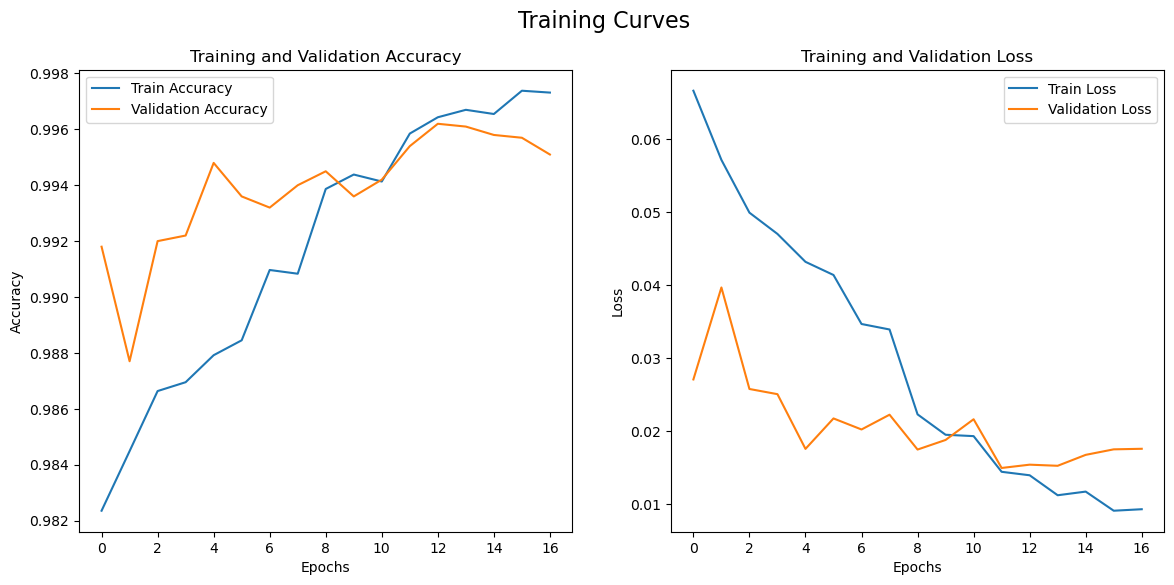 Training Curves
Training and Validation Accuracy
Train Accuracy
Validation Accuracy
0.998
0.996
0.994
0.992
0.990
0.988
0.986
0.984
0.982
Accuracy
0 2 4 6 8 10 12 14 16
Epochs
Training and Validation Loss
Train Loss
Validation Loss
0.06
0.05
0.04
0.03
0.02
0.01
Loss
0 2 4 6 8 10 12 14 16
Epochs